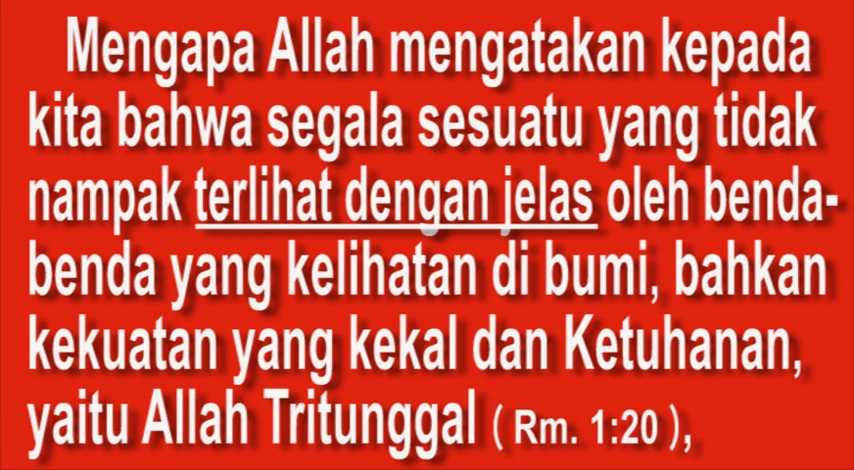 Mengapa Allah mengatakan kepada
kita bahwa segala sesuatu yang tidak
nampak terlihat dengan jelas oleh benda-
benda yang kelihatan di bumi, bahkan
kekuatan yang kekal dan Ketuhanan,
yaitu Allah Tritunggal ( Rm. 1:20 ),